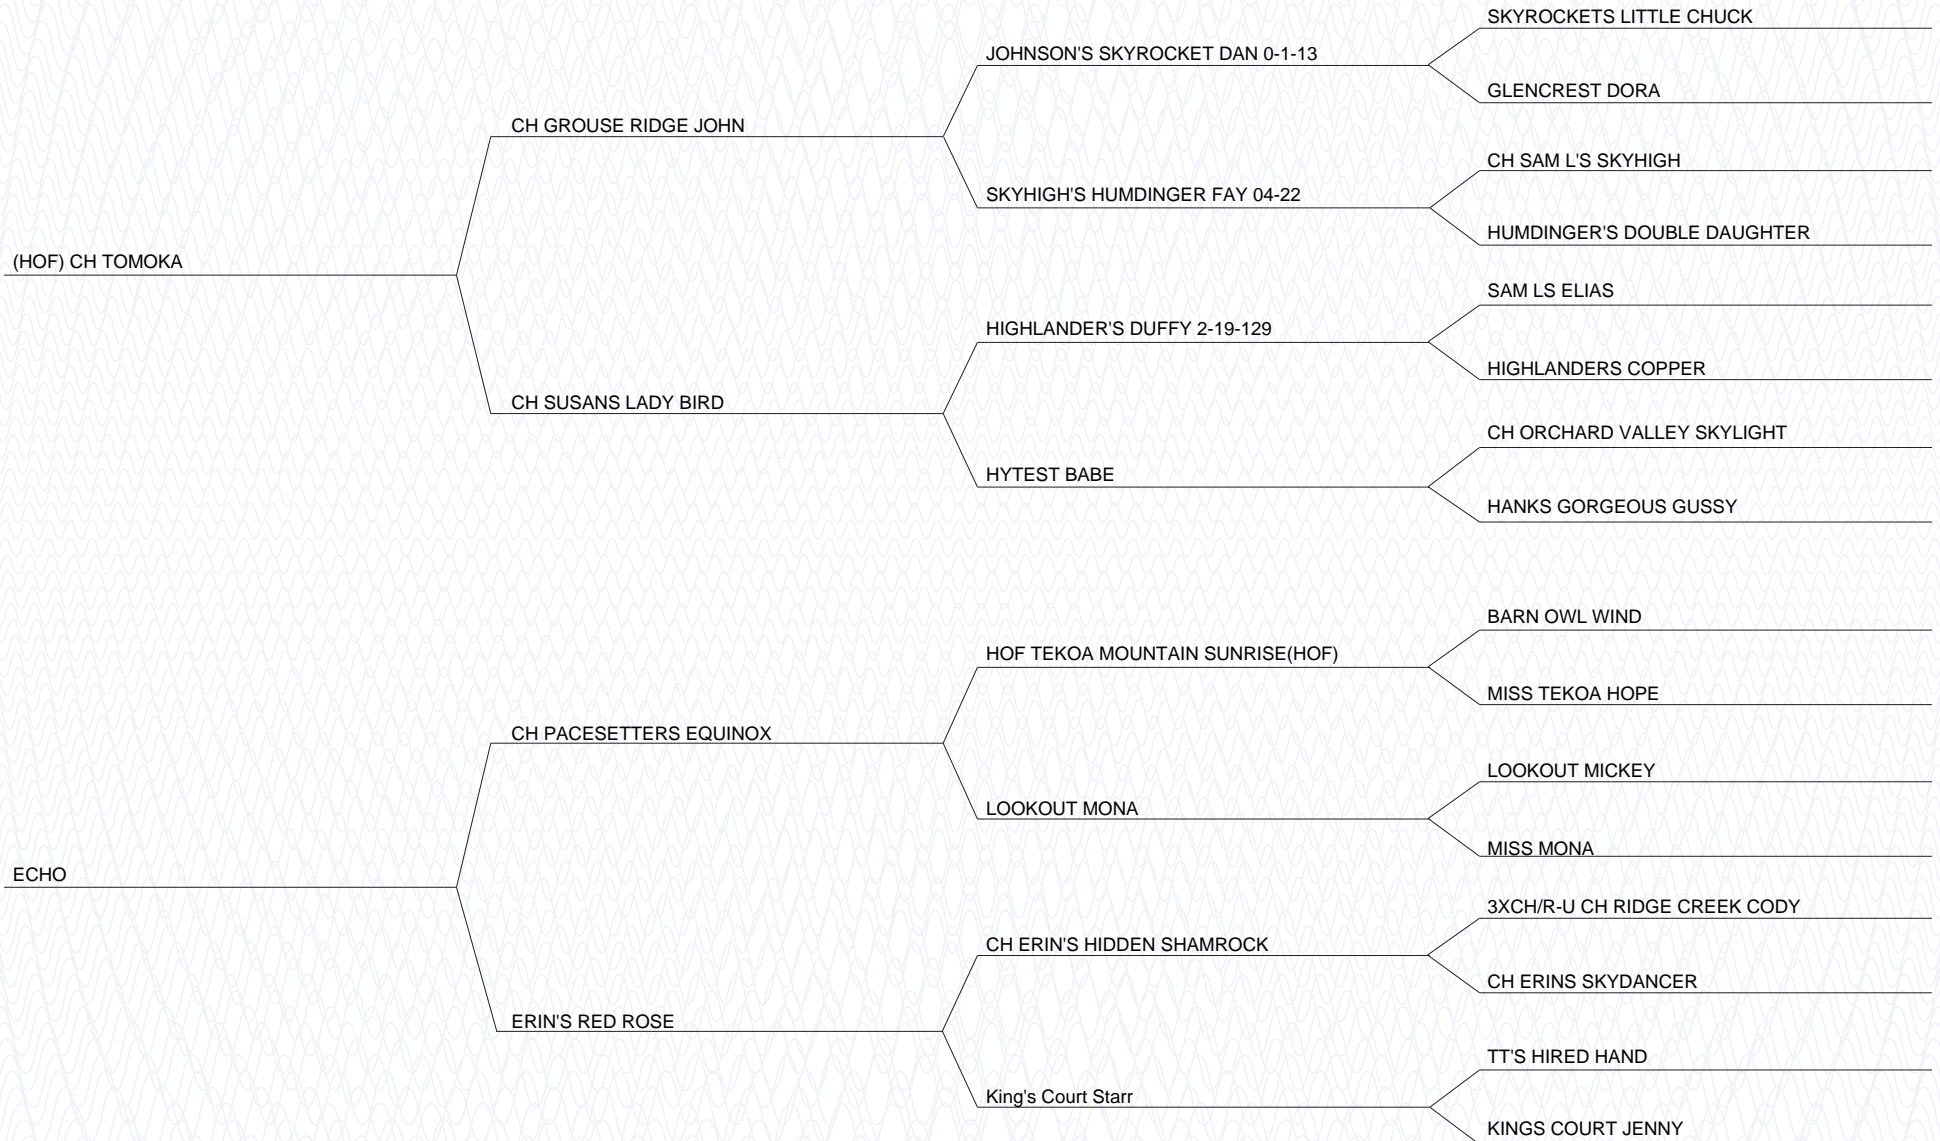 SKYROCKETS LITTLE CHUCK
JOHNSON'S SKYROCKET DAN 0-1-13
GLENCREST DORA
CH GROUSE RIDGE JOHN
CH SAM L'S SKYHIGH
SKYHIGH'S HUMDINGER FAY 04-22
HUMDINGER'S DOUBLE DAUGHTER
(HOF) CH TOMOKA
SAM LS ELIAS
HIGHLANDER'S DUFFY 2-19-129
HIGHLANDERS COPPER
CH SUSANS LADY BIRD
CH ORCHARD VALLEY SKYLIGHT
HYTEST BABE
HANKS GORGEOUS GUSSY
BARN OWL WIND
HOF TEKOA MOUNTAIN SUNRISE(HOF)
MISS TEKOA HOPE
CH PACESETTERS EQUINOX
LOOKOUT MICKEY
LOOKOUT MONA
MISS MONA
ECHO
3XCH/R-U CH RIDGE CREEK CODY
CH ERIN'S HIDDEN SHAMROCK
CH ERINS SKYDANCER
ERIN'S RED ROSE
TT'S HIRED HAND
King's Court Starr
KINGS COURT JENNY